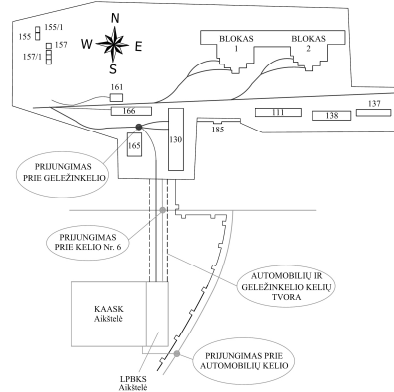 N
W E
S
155/1
155
157
157/1
BLOKAS
1
BLOKAS
2
161
166
165
130
185
111
138
137
PRIJUNGIMAS
PRIE GELEŽINKELIO
PRIJUNGIMAS
PRIE KELIO Nr. 6
AUTOMOBILIŲ IR
GELEŽINKELIO KELIŲ
TVORA
KAASK
Aikštelė
PRIJUNGIMAS PRIE
AUTOMOBILIŲ KELIO
LPBKS
Aikštelė